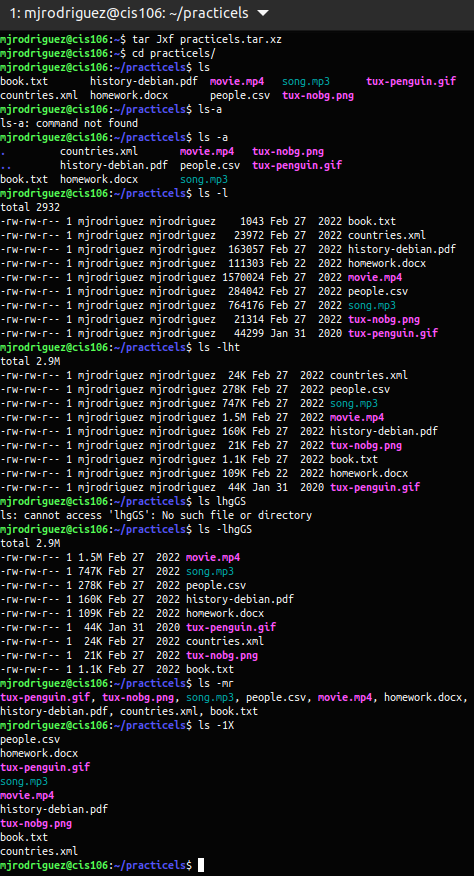 1: mjrodriguez@cis106: ~/practicels
mjrodriguez@cis106:~$ tar Jxf practicels.tar.xz
mjrodriguez@cis106:~$ cd practicels/
mjrodriguez@cis106:~/practicels$ ls
book.txt       history-debian.pdf  movie.mp4   song.mp3      tux-penguin.gif
countries.xml  homework.docx       people.csv  tux-nobg.png
mjrodriguez@cis106:~/practicels$ ls-a
ls-a: command not found
mjrodriguez@cis106:~/practicels$ ls -a
.         countries.xml       movie.mp4   tux-nobg.png
..        history-debian.pdf  people.csv  tux-penguin.gif
book.txt  homework.docx       song.mp3
mjrodriguez@cis106:~/practicels$ ls -l
total 2932
-rw-rw-r-- 1 mjrodriguez mjrodriguez    1043 Feb 27  2022 book.txt
-rw-rw-r-- 1 mjrodriguez mjrodriguez   23972 Feb 27  2022 countries.xml
-rw-rw-r-- 1 mjrodriguez mjrodriguez  163057 Feb 27  2022 history-debian.pdf
-rw-rw-r-- 1 mjrodriguez mjrodriguez  111303 Feb 22  2022 homework.docx
-rw-rw-r-- 1 mjrodriguez mjrodriguez 1570024 Feb 27  2022 movie.mp4
-rw-rw-r-- 1 mjrodriguez mjrodriguez  284042 Feb 27  2022 people.csv
-rw-rw-r-- 1 mjrodriguez mjrodriguez  764176 Feb 27  2022 song.mp3
-rw-rw-r-- 1 mjrodriguez mjrodriguez   21314 Feb 27  2022 tux-nobg.png
-rw-rw-r-- 1 mjrodriguez mjrodriguez   44299 Jan 31  2020 tux-penguin.gif
mjrodriguez@cis106:~/practicels$ ls -lht
total 2.9M
-rw-rw-r-- 1 mjrodriguez mjrodriguez  24K Feb 27  2022 countries.xml
-rw-rw-r-- 1 mjrodriguez mjrodriguez 278K Feb 27  2022 people.csv
-rw-rw-r-- 1 mjrodriguez mjrodriguez 747K Feb 27  2022 song.mp3
-rw-rw-r-- 1 mjrodriguez mjrodriguez 1.5M Feb 27  2022 movie.mp4
-rw-rw-r-- 1 mjrodriguez mjrodriguez 160K Feb 27  2022 history-debian.pdf
-rw-rw-r-- 1 mjrodriguez mjrodriguez  21K Feb 27  2022 tux-nobg.png
-rw-rw-r-- 1 mjrodriguez mjrodriguez 1.1K Feb 27  2022 book.txt
-rw-rw-r-- 1 mjrodriguez mjrodriguez 109K Feb 22  2022 homework.docx
-rw-rw-r-- 1 mjrodriguez mjrodriguez  44K Jan 31  2020 tux-penguin.gif
mjrodriguez@cis106:~/practicels$ ls lhgGS
ls: cannot access 'lhgGS': No such file or directory
mjrodriguez@cis106:~/practicels$ ls -lhgGS
total 2.9M
-rw-rw-r-- 1 1.5M Feb 27  2022 movie.mp4
-rw-rw-r-- 1 747K Feb 27  2022 song.mp3
-rw-rw-r-- 1 278K Feb 27  2022 people.csv
-rw-rw-r-- 1 160K Feb 27  2022 history-debian.pdf
-rw-rw-r-- 1 109K Feb 22  2022 homework.docx
-rw-rw-r-- 1  44K Jan 31  2020 tux-penguin.gif
-rw-rw-r-- 1  24K Feb 27  2022 countries.xml
-rw-rw-r-- 1  21K Feb 27  2022 tux-nobg.png
-rw-rw-r-- 1 1.1K Feb 27  2022 book.txt
mjrodriguez@cis106:~/practicels$ ls -mr
tux-penguin.gif, tux-nobg.png, song.mp3, people.csv, movie.mp4, homework.docx,
history-debian.pdf, countries.xml, book.txt
mjrodriguez@cis106:~/practicels$ ls -1X
people.csv
homework.docx
tux-penguin.gif
song.mp3
movie.mp4
history-debian.pdf
tux-nobg.png
book.txt
countries.xml
mjrodriguez@cis106:~/practicels$